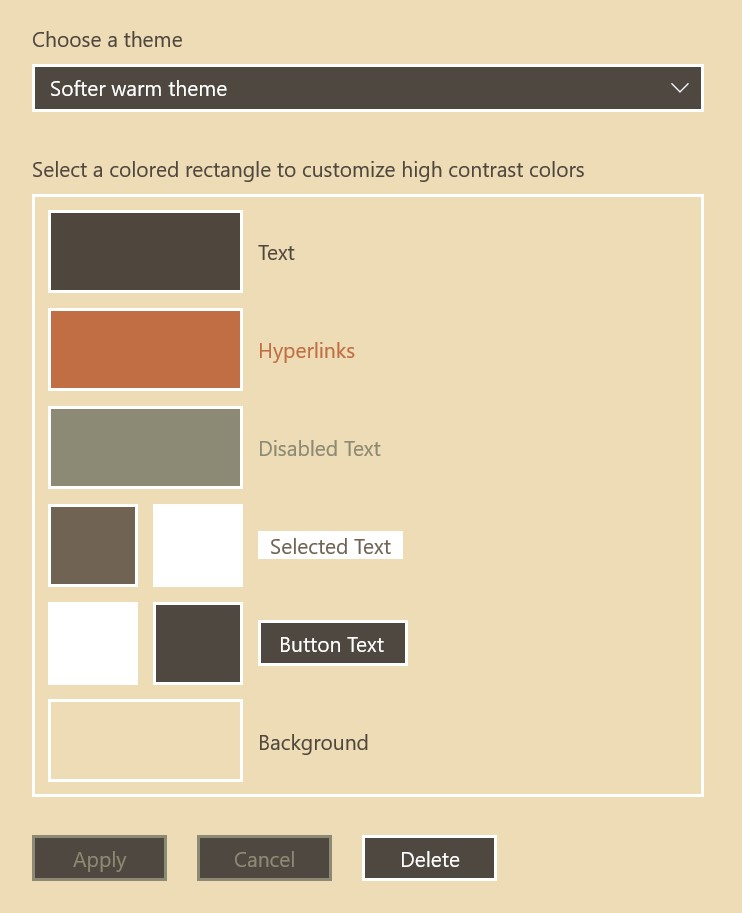 Choose a theme
Softer warm theme
Select a colored rectangle to customize high contrast colors
Text
Hyperlinks
Disabled Text
Selected Text
Button Text
Background
Apply
Cancel
Delete